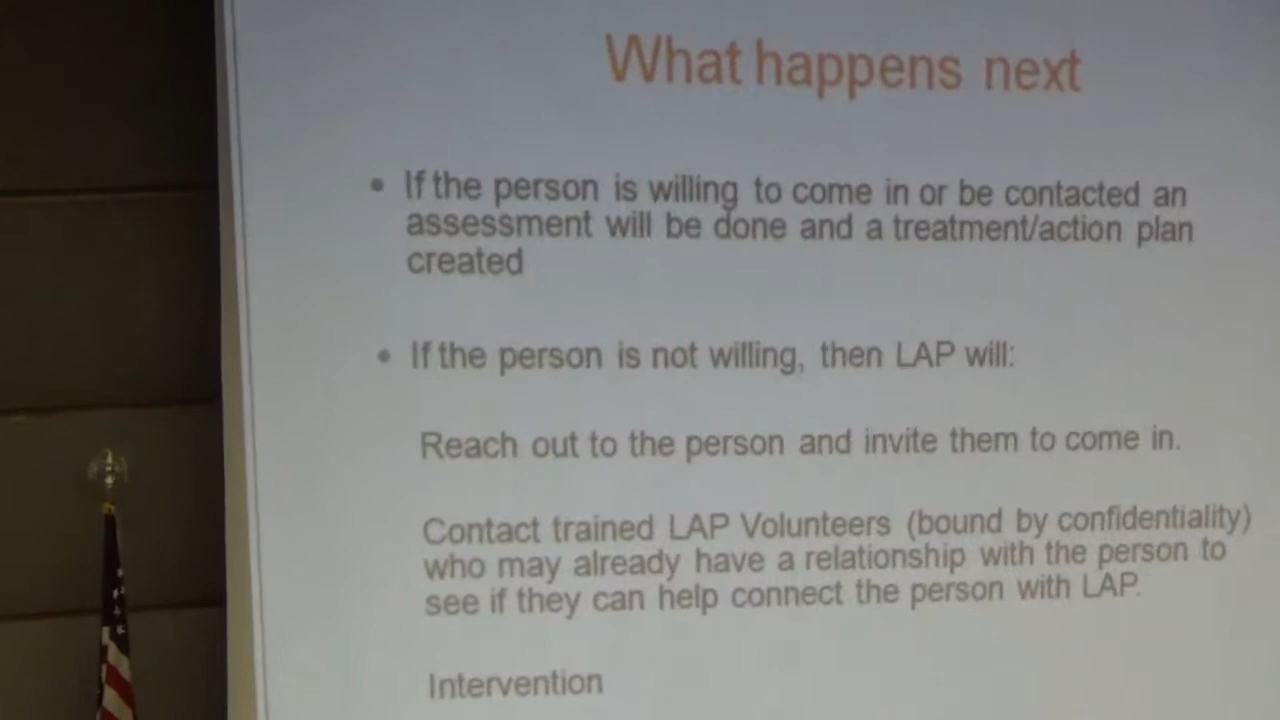 What happens next
• If the person is willing to come in or be contacted an
assessment will be done and a treatment/action plan
created
• If the person is not willing, then LAP will:
Reach out to the person and invite them to come in.
Contact trained LAP Volunteers (bound by confidentiality)
who may already have a relationship with the person to
see if they can help connect the person with LAP.
Intervention